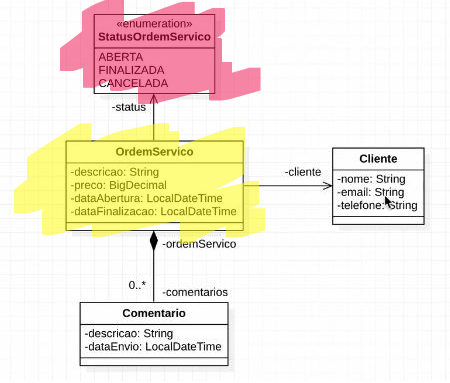 «enumeration»
StatusOrdemServico
ABERTA
FINALIZADA
CANCELADA
-status
OrdemServico
-descricao: String
-preco: BigDecimal
-dataAbertura: LocalDateTime
-dataFinalizacao: LocalDateTime
-cliente
Cliente
-nome: String
-email: String
-telefone: String
-ordemServico
0..*
-comentarios
Comentario
-descricao: String
-dataEnvio: LocalDateTime